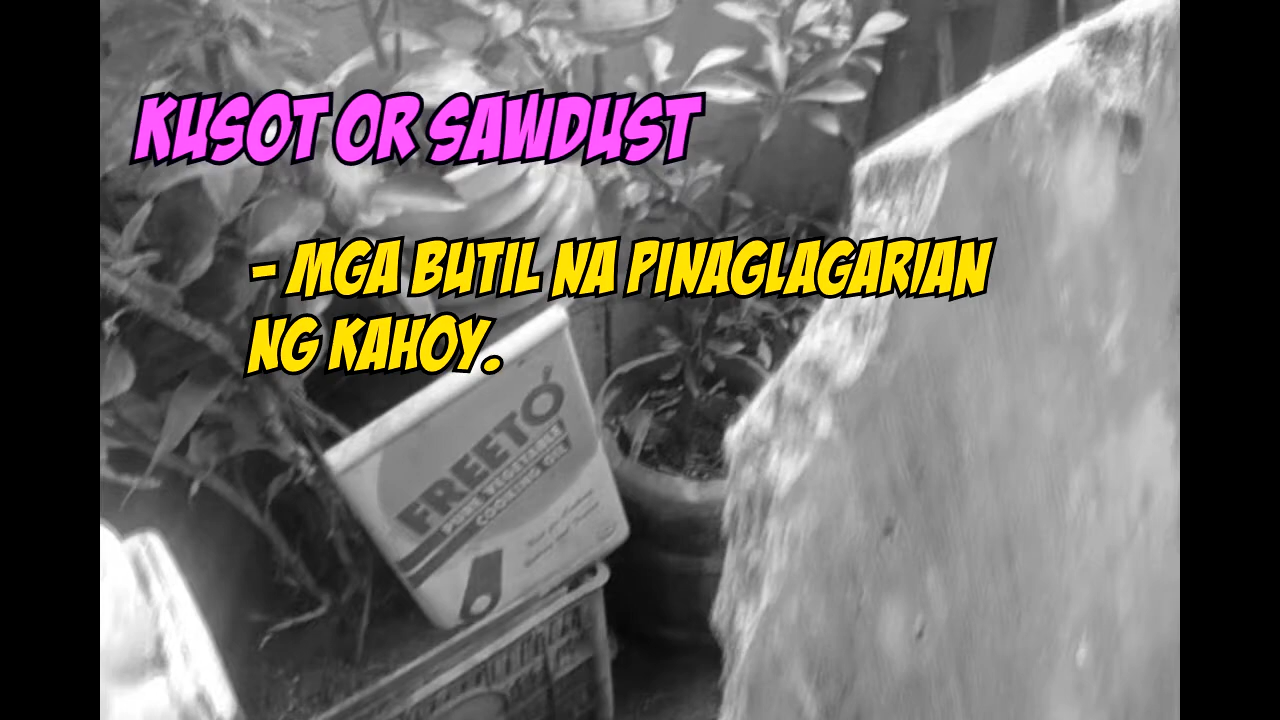 KUSOT OR SAWDUST
- MGA BUTIL NA PINAGLAGARIAN
NG KAHOY.
FREETO
PURE VEGETABLE
COOKING OIL